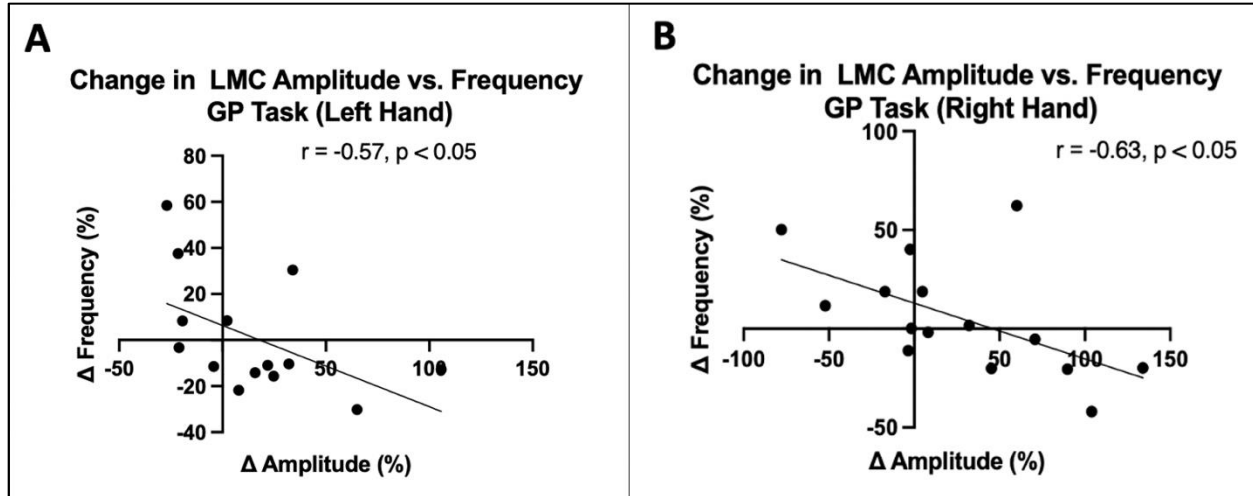 A
Change in LMC Amplitude vs. Frequency
GP Task (Left Hand)
r = -0.57, p < 0.05
80
60
40
20
-20
-40
-50
0
50
100
150
Δ Frequency (%)
Δ Amplitude (%)
B
Change in LMC Amplitude vs. Frequency
GP Task (Right Hand)
r = -0.63, p < 0.05
100
50
-50
-100
-50
0
50
100
150
Δ Frequency (%)
Δ Amplitude (%)